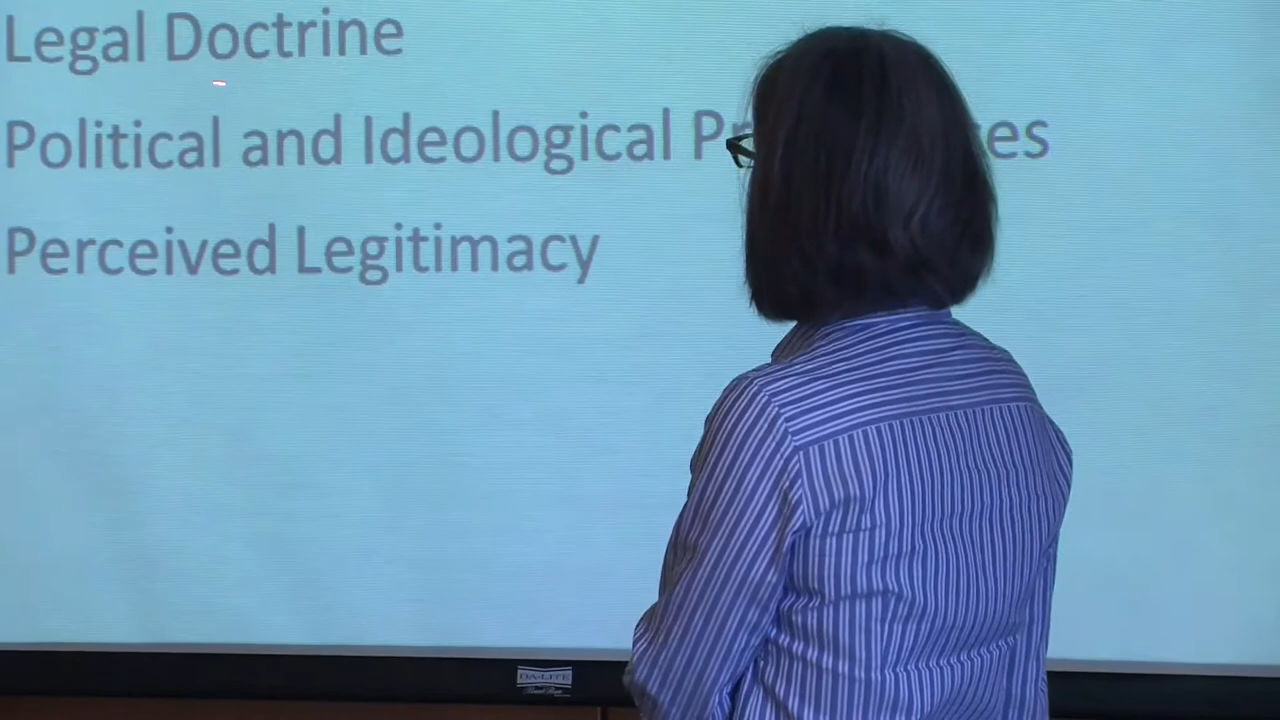 Legal Doctrine
Political and Ideological
Perceived Legitimacy
DA-LITE